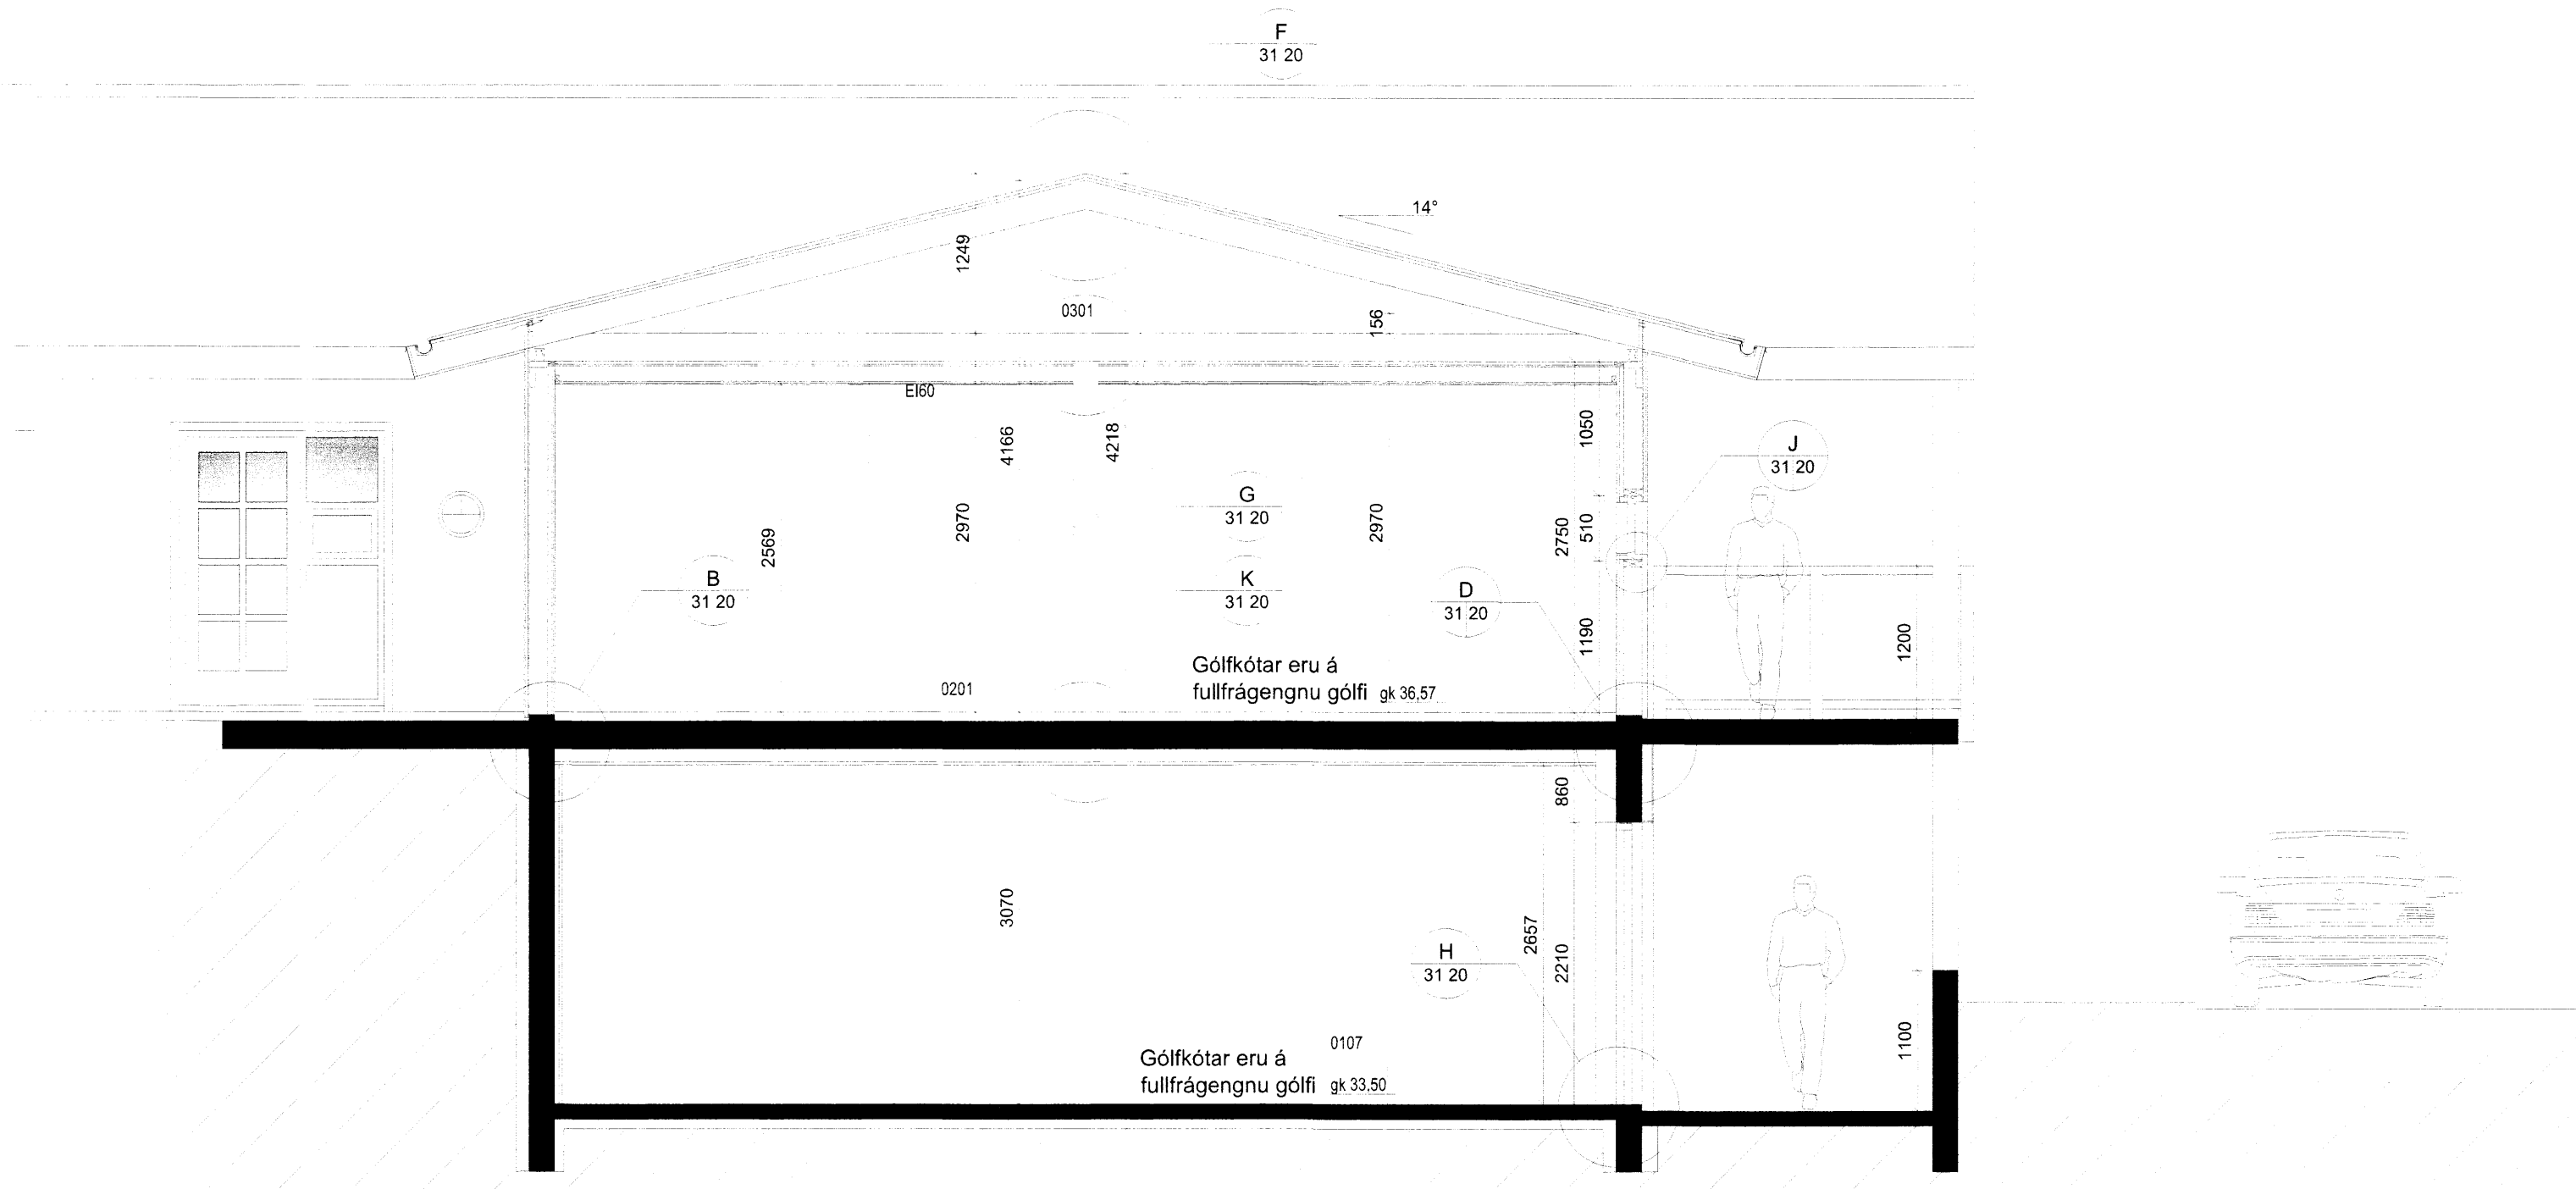 F
31 20
14°
1249
0301
156
EI60
4166
4218
1050
J
31 20
G
31 20
2970
2970
2750
510
2569
B
31 20
K
31 20
D
31 20
1190
1200
Gólfkótar eru á
fullfrágengnu gólfi gk 36,57
0201
860
3070
2657
2210
H
31 20
1100
0107
Gólfkótar eru á
fullfrágengnu gólfi gk 33.50